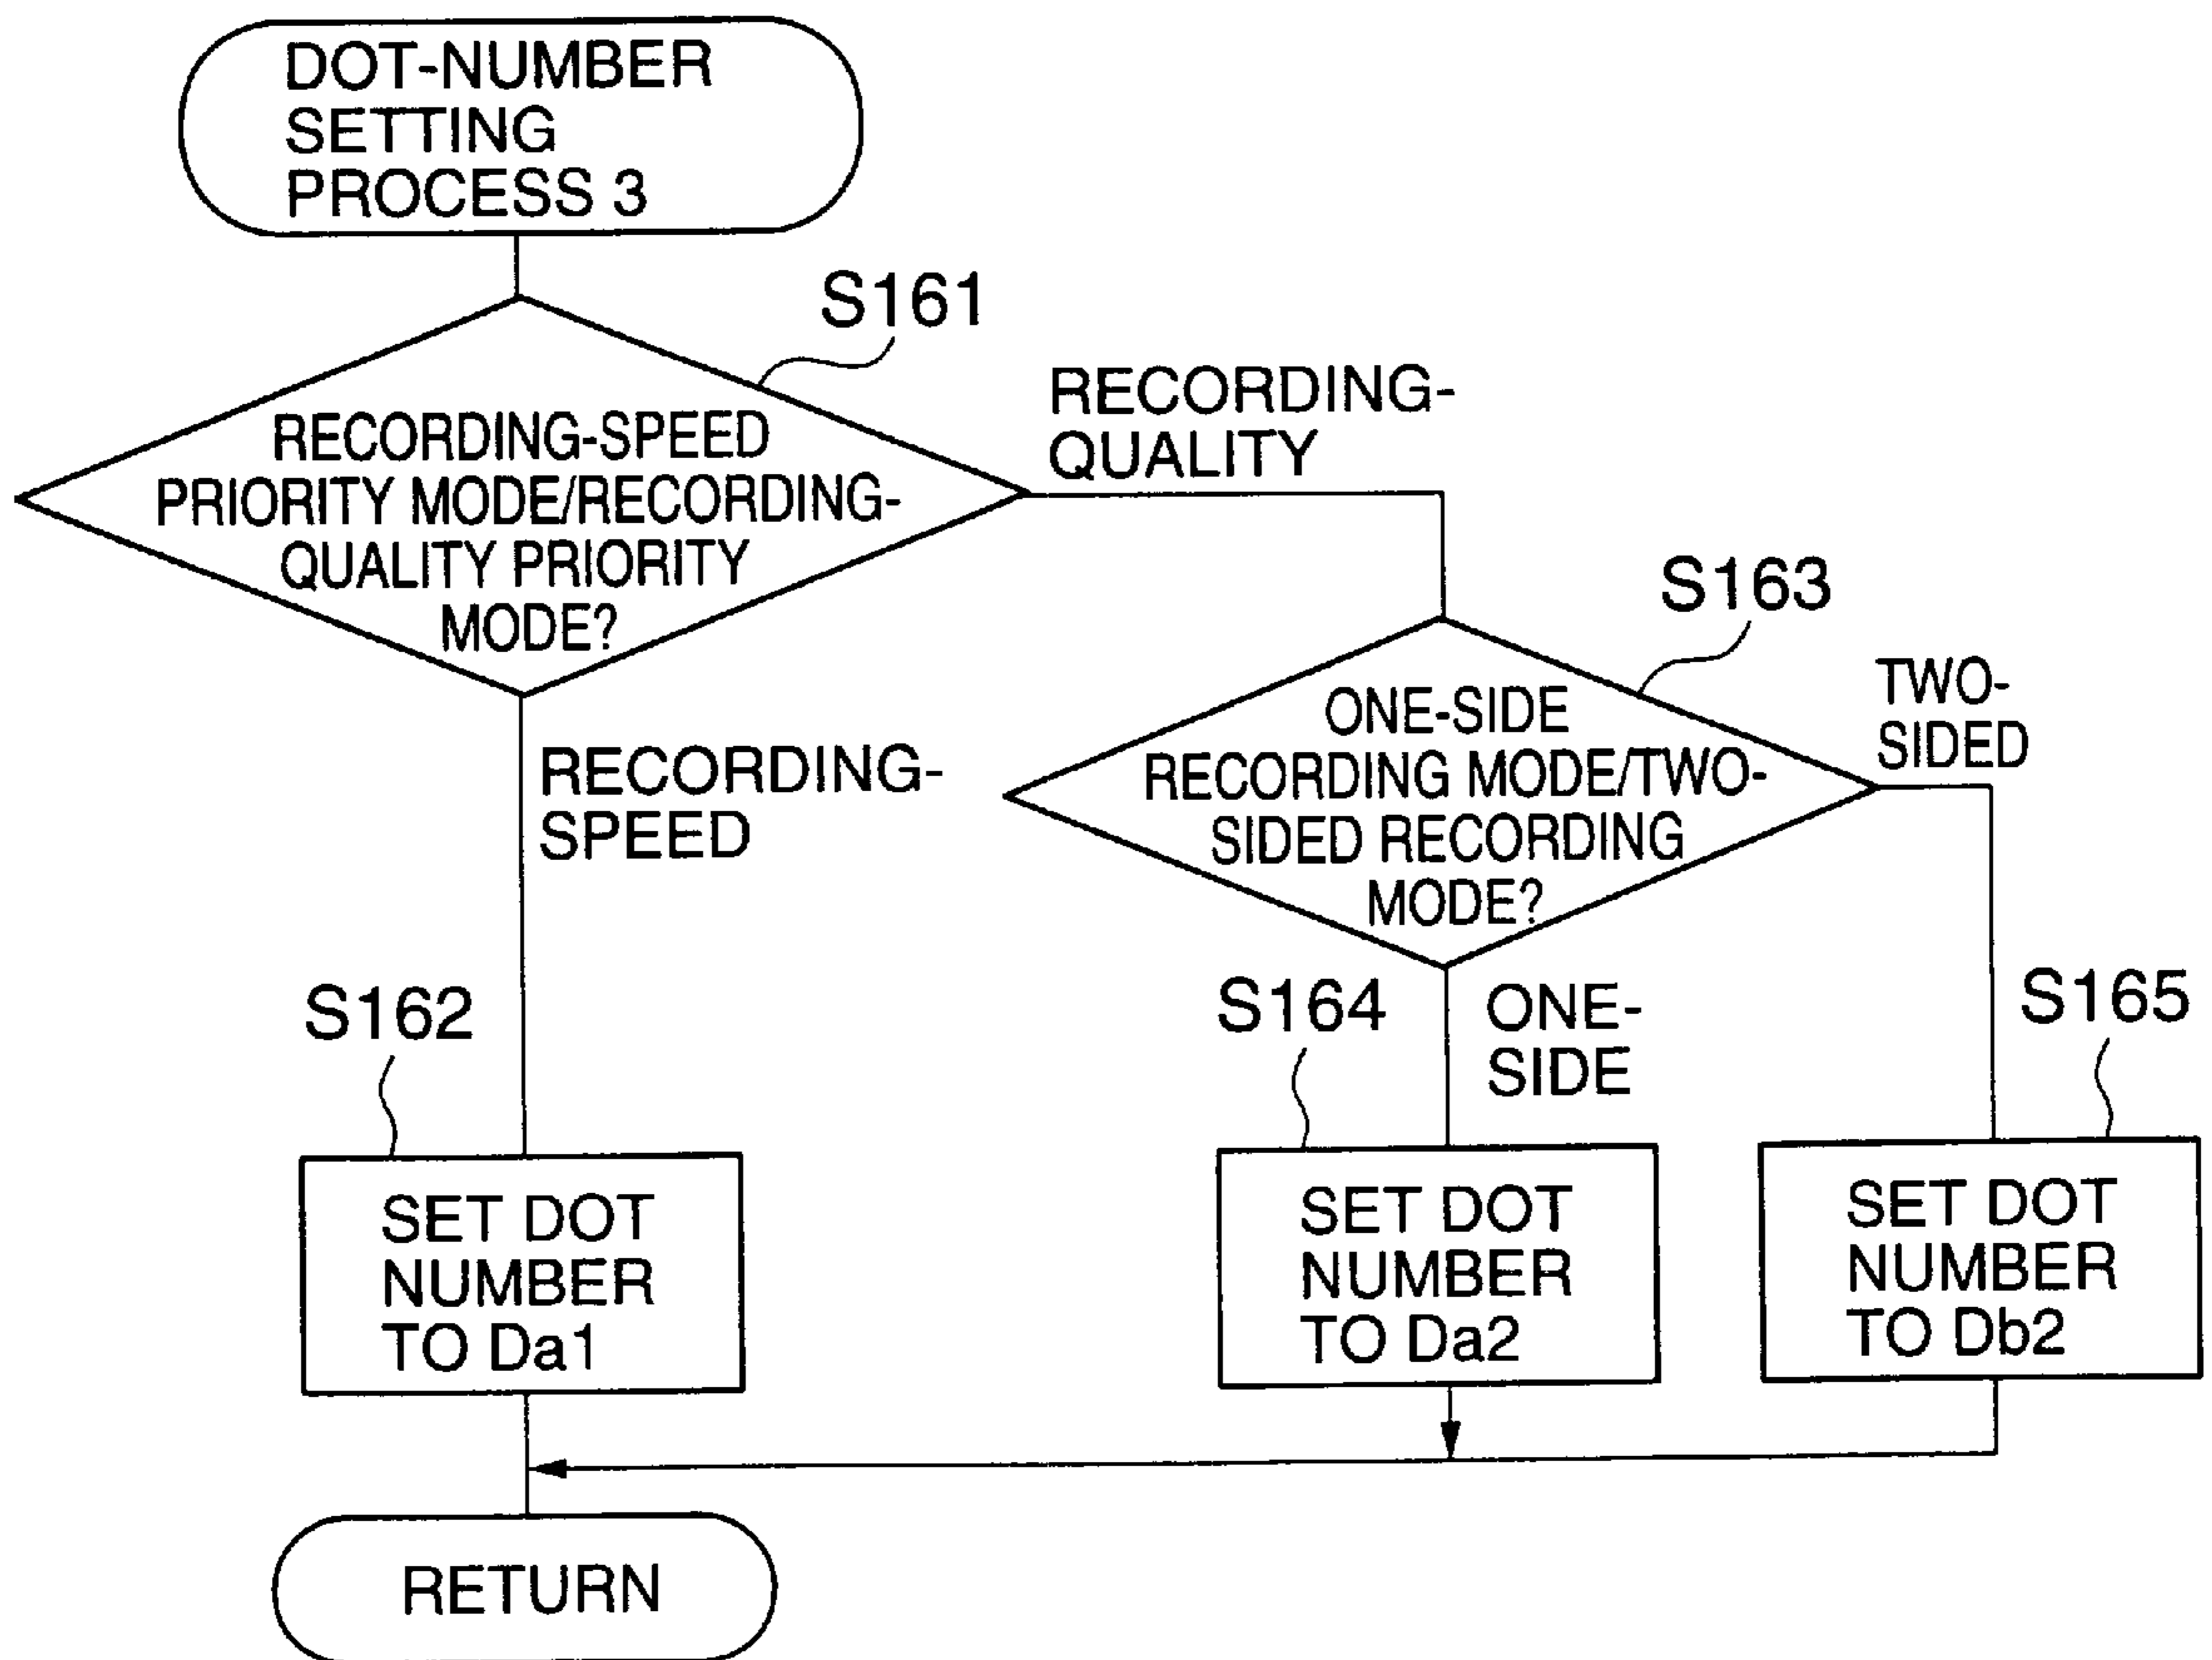 DOT-NUMBER
SETTING
PROCESS 3
S161
RECORDING-SPEED
PRIORITY MODE/RECORDING-
QUALITY PRIORITY
MODE?
RECORDING-
QUALITY
RECORDING-
SPEED
S163
ONE-SIDE
RECORDING MODE/TWO-
SIDED RECORDING
MODE?
TWO-
SIDED
ONE-
SIDE
S162
SET DOT
NUMBER
TO Da1
S164
SET DOT
NUMBER
TO Da2
S165
SET DOT
NUMBER
TO Db2
RETURN